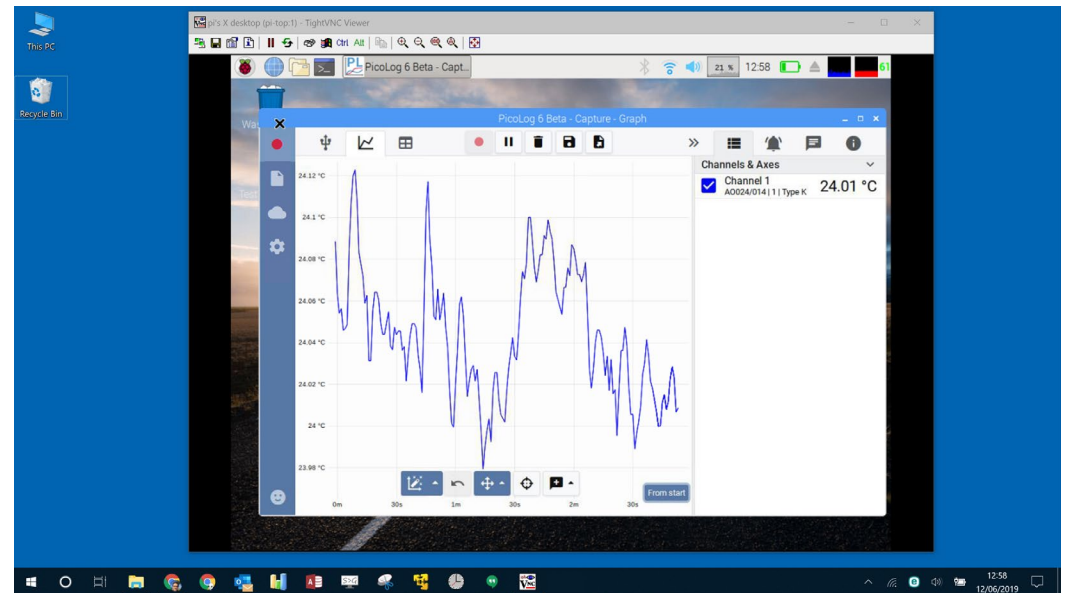 pi's X desktop (pi-top:1) - TightVNC Viewer
This PC
Ctrl Alt
PicoLog 6 Beta - Capt...
21 %
12:58
61
Recycle Bin
PicoLog 6 Beta - Capture - Graph
Channels & Axes
Channel 1
AO024/014 | 1 | Type K
24.01 °C
24.12 °C
24.1 °C
24.08 °C
24.06 °C
24.04 °C
24.02 °C
24 °C
23.98 °C
From start
0m
30s
1m
30s
2m
30s
12:58
12/06/2019